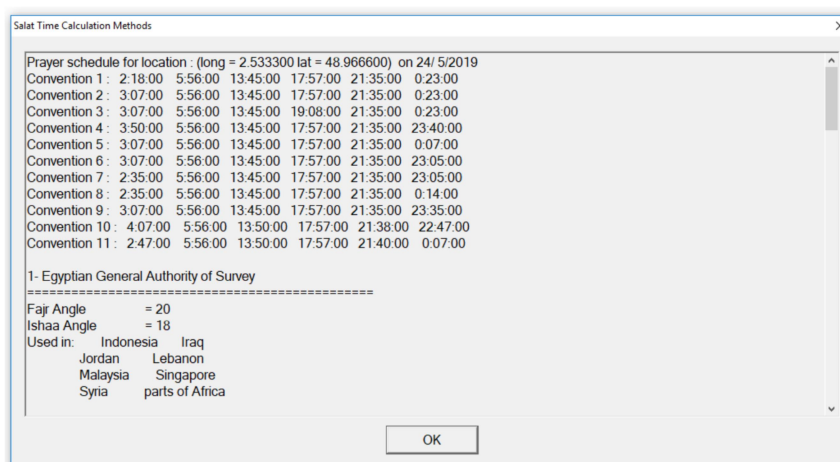 Salat Time Calculation Methods
Prayer schedule for location : (long = 2.533300 lat = 48.966600) on 24/ 5/2019
Convention 1 : 2:18:00 5:56:00 13:45:00 17:57:00 21:35:00 0:23:00
Convention 2 : 3:07:00 5:56:00 13:45:00 17:57:00 21:35:00 0:23:00
Convention 3 : 3:07:00 5:56:00 13:45:00 19:08:00 21:35:00 0:23:00
Convention 4 : 3:50:00 5:56:00 13:45:00 17:57:00 21:35:00 23:40:00
Convention 5 : 3:07:00 5:56:00 13:45:00 17:57:00 21:35:00 0:07:00
Convention 6 : 3:07:00 5:56:00 13:45:00 17:57:00 21:35:00 23:05:00
Convention 7 : 2:35:00 5:56:00 13:45:00 17:57:00 21:35:00 23:05:00
Convention 8 : 2:35:00 5:56:00 13:45:00 17:57:00 21:35:00 0:14:00
Convention 9 : 3:07:00 5:56:00 13:45:00 17:57:00 21:35:00 23:35:00
Convention 10 : 4:07:00 5:56:00 13:50:00 17:57:00 21:38:00 22:47:00
Convention 11 : 2:47:00 5:56:00 13:50:00 17:57:00 21:40:00 0:07:00
1- Egyptian General Authority of Survey
===============================================
Fajr Angle = 20
Ishaa Angle = 18
Used in: Indonesia Iraq
Jordan Lebanon
Malaysia Singapore
Syria parts of Africa
OK